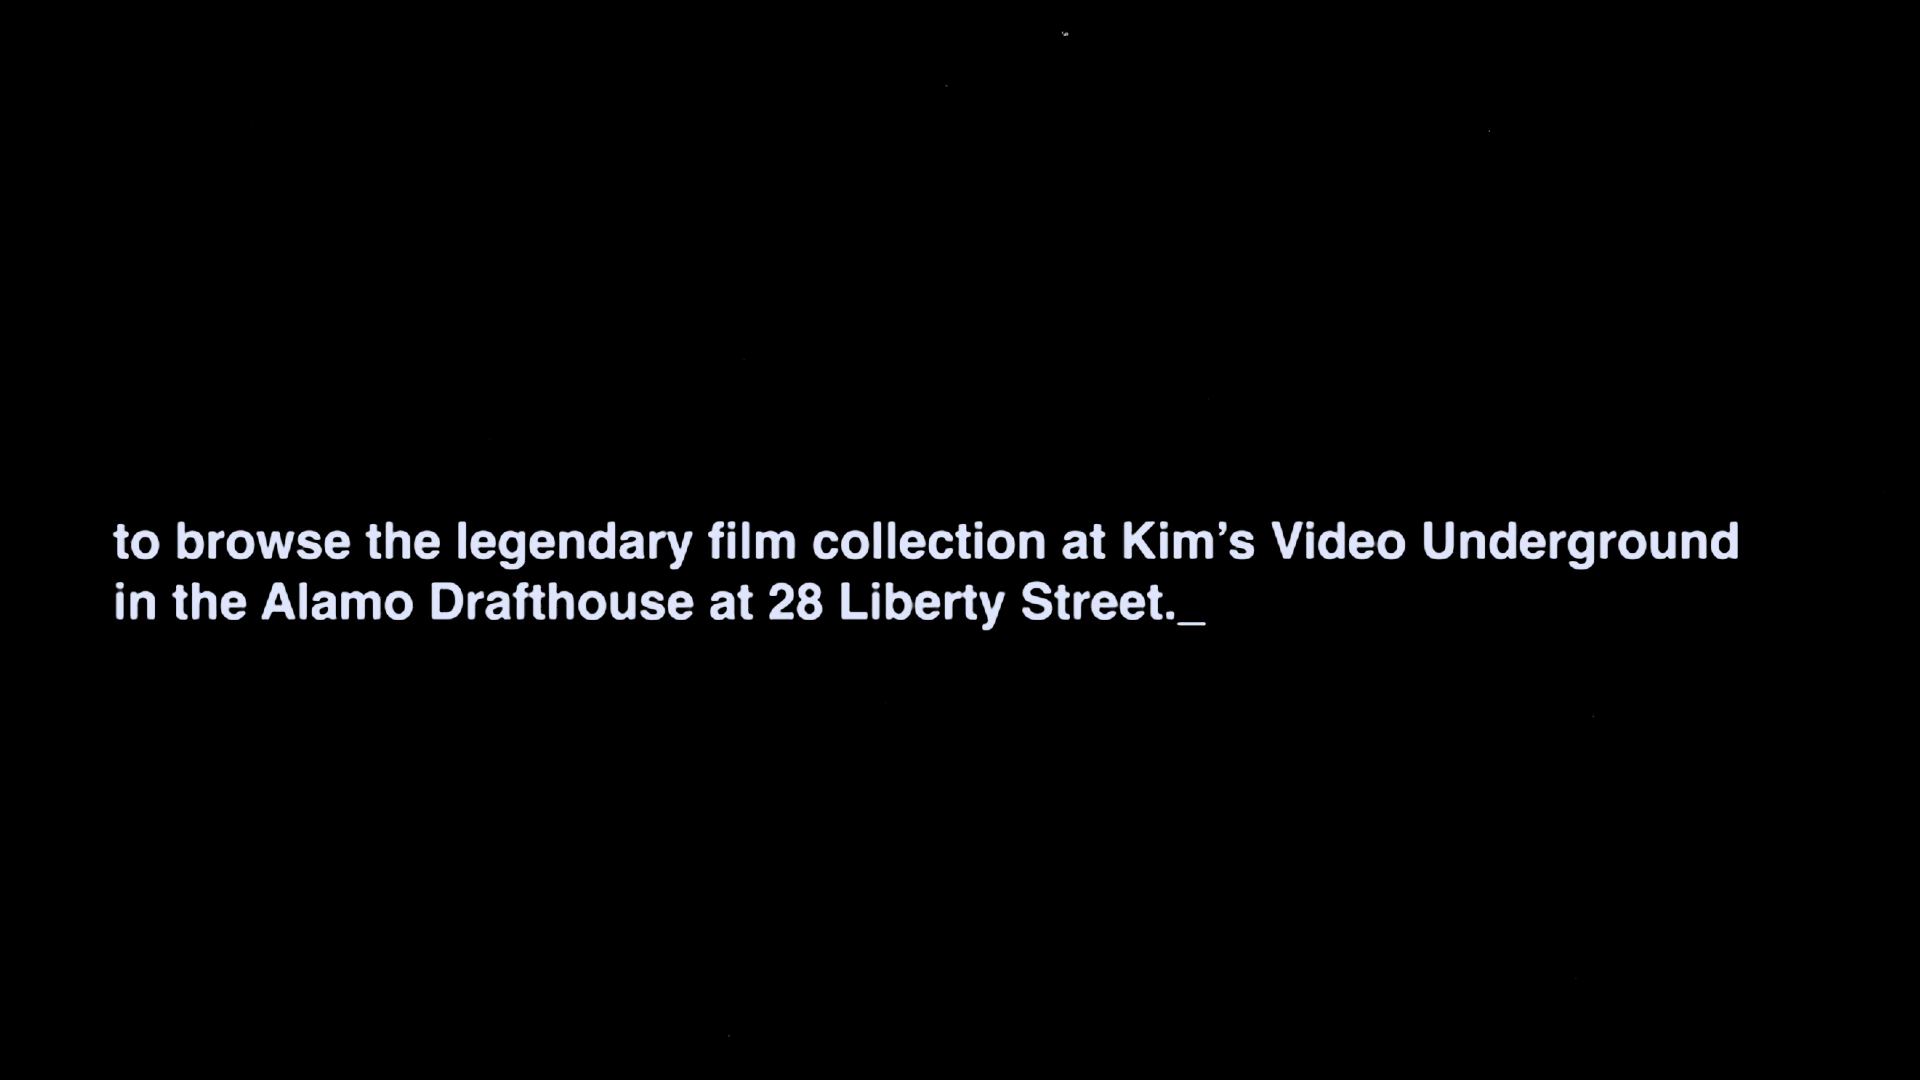 to browse the legendary film collection at Kim’s Video Underground
in the Alamo Drafthouse at 28 Liberty Street._